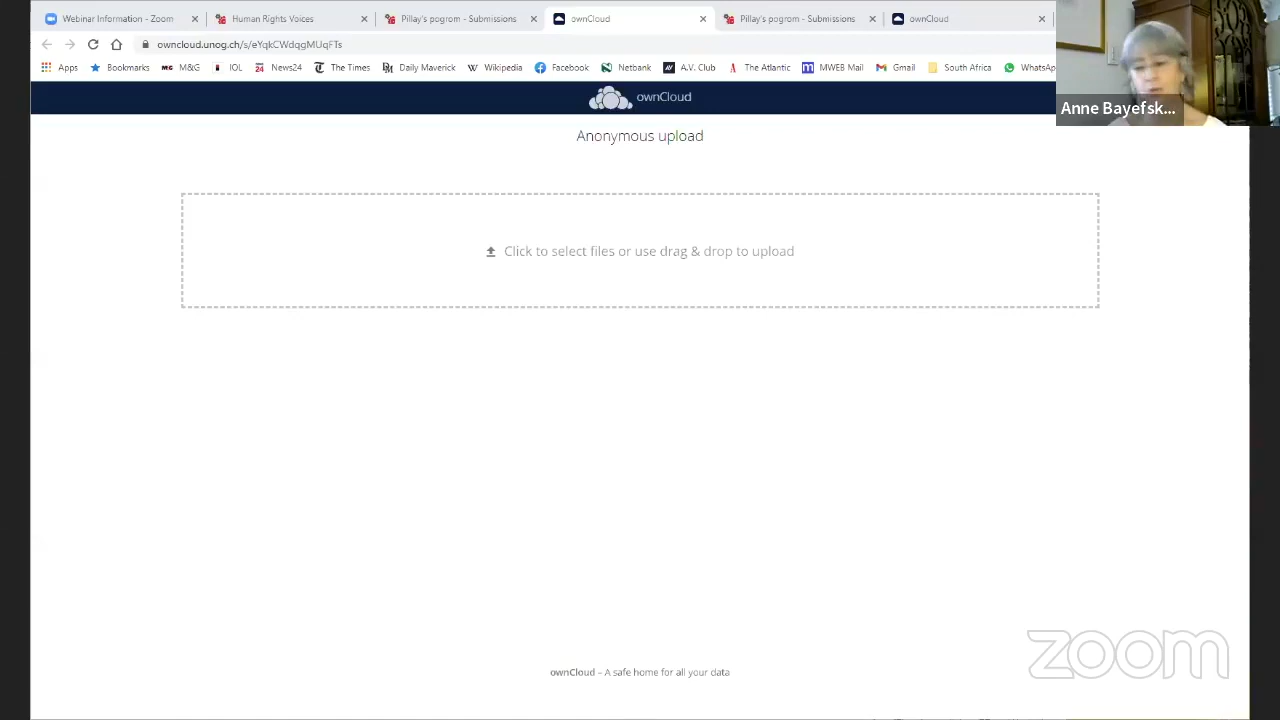 Webinar Information - Zoom
Human Rights Voices
Pillay's pogrom - Submissions
ownCloud
Pillay's pogrom - Submissions
ownCloud
owncloud.unog.ch/s/eYqkCWdqgMUqFTs
Apps Bookmarks M&G IOL News24 The Times Daily Maverick Wikipedia Facebook Netbank A.V. Club The Atlantic MWEB Mail Gmail South Africa WhatsApp
Anne Bayefsk...
ownCloud
Anonymous upload
Click to select files or use drag & drop to upload
zoom
ownCloud – A safe home for all your data